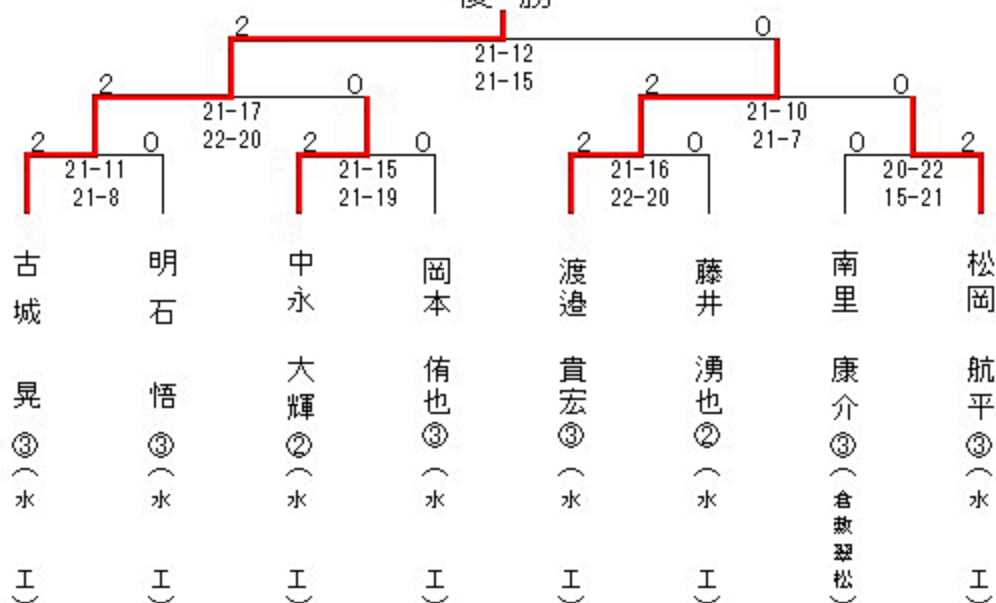 優勝
2 0
21-12
21-15
2 0 2 0
21-17 21-10
22-20 21-7
2 0 2 0 2 0 0 2
21-11 21-15 21-16 20-22
21-8 21-19 22-20 15-21
古城 晃③(水 工)
明石 悟③(水 工)
中永 大輝②(水 工)
岡本 侑也③(水 工)
渡邉 貴宏③(水 工)
藤井 湧也②(水 工)
南里 康介③(倉敷翠松)
松岡 航平③(水 工)